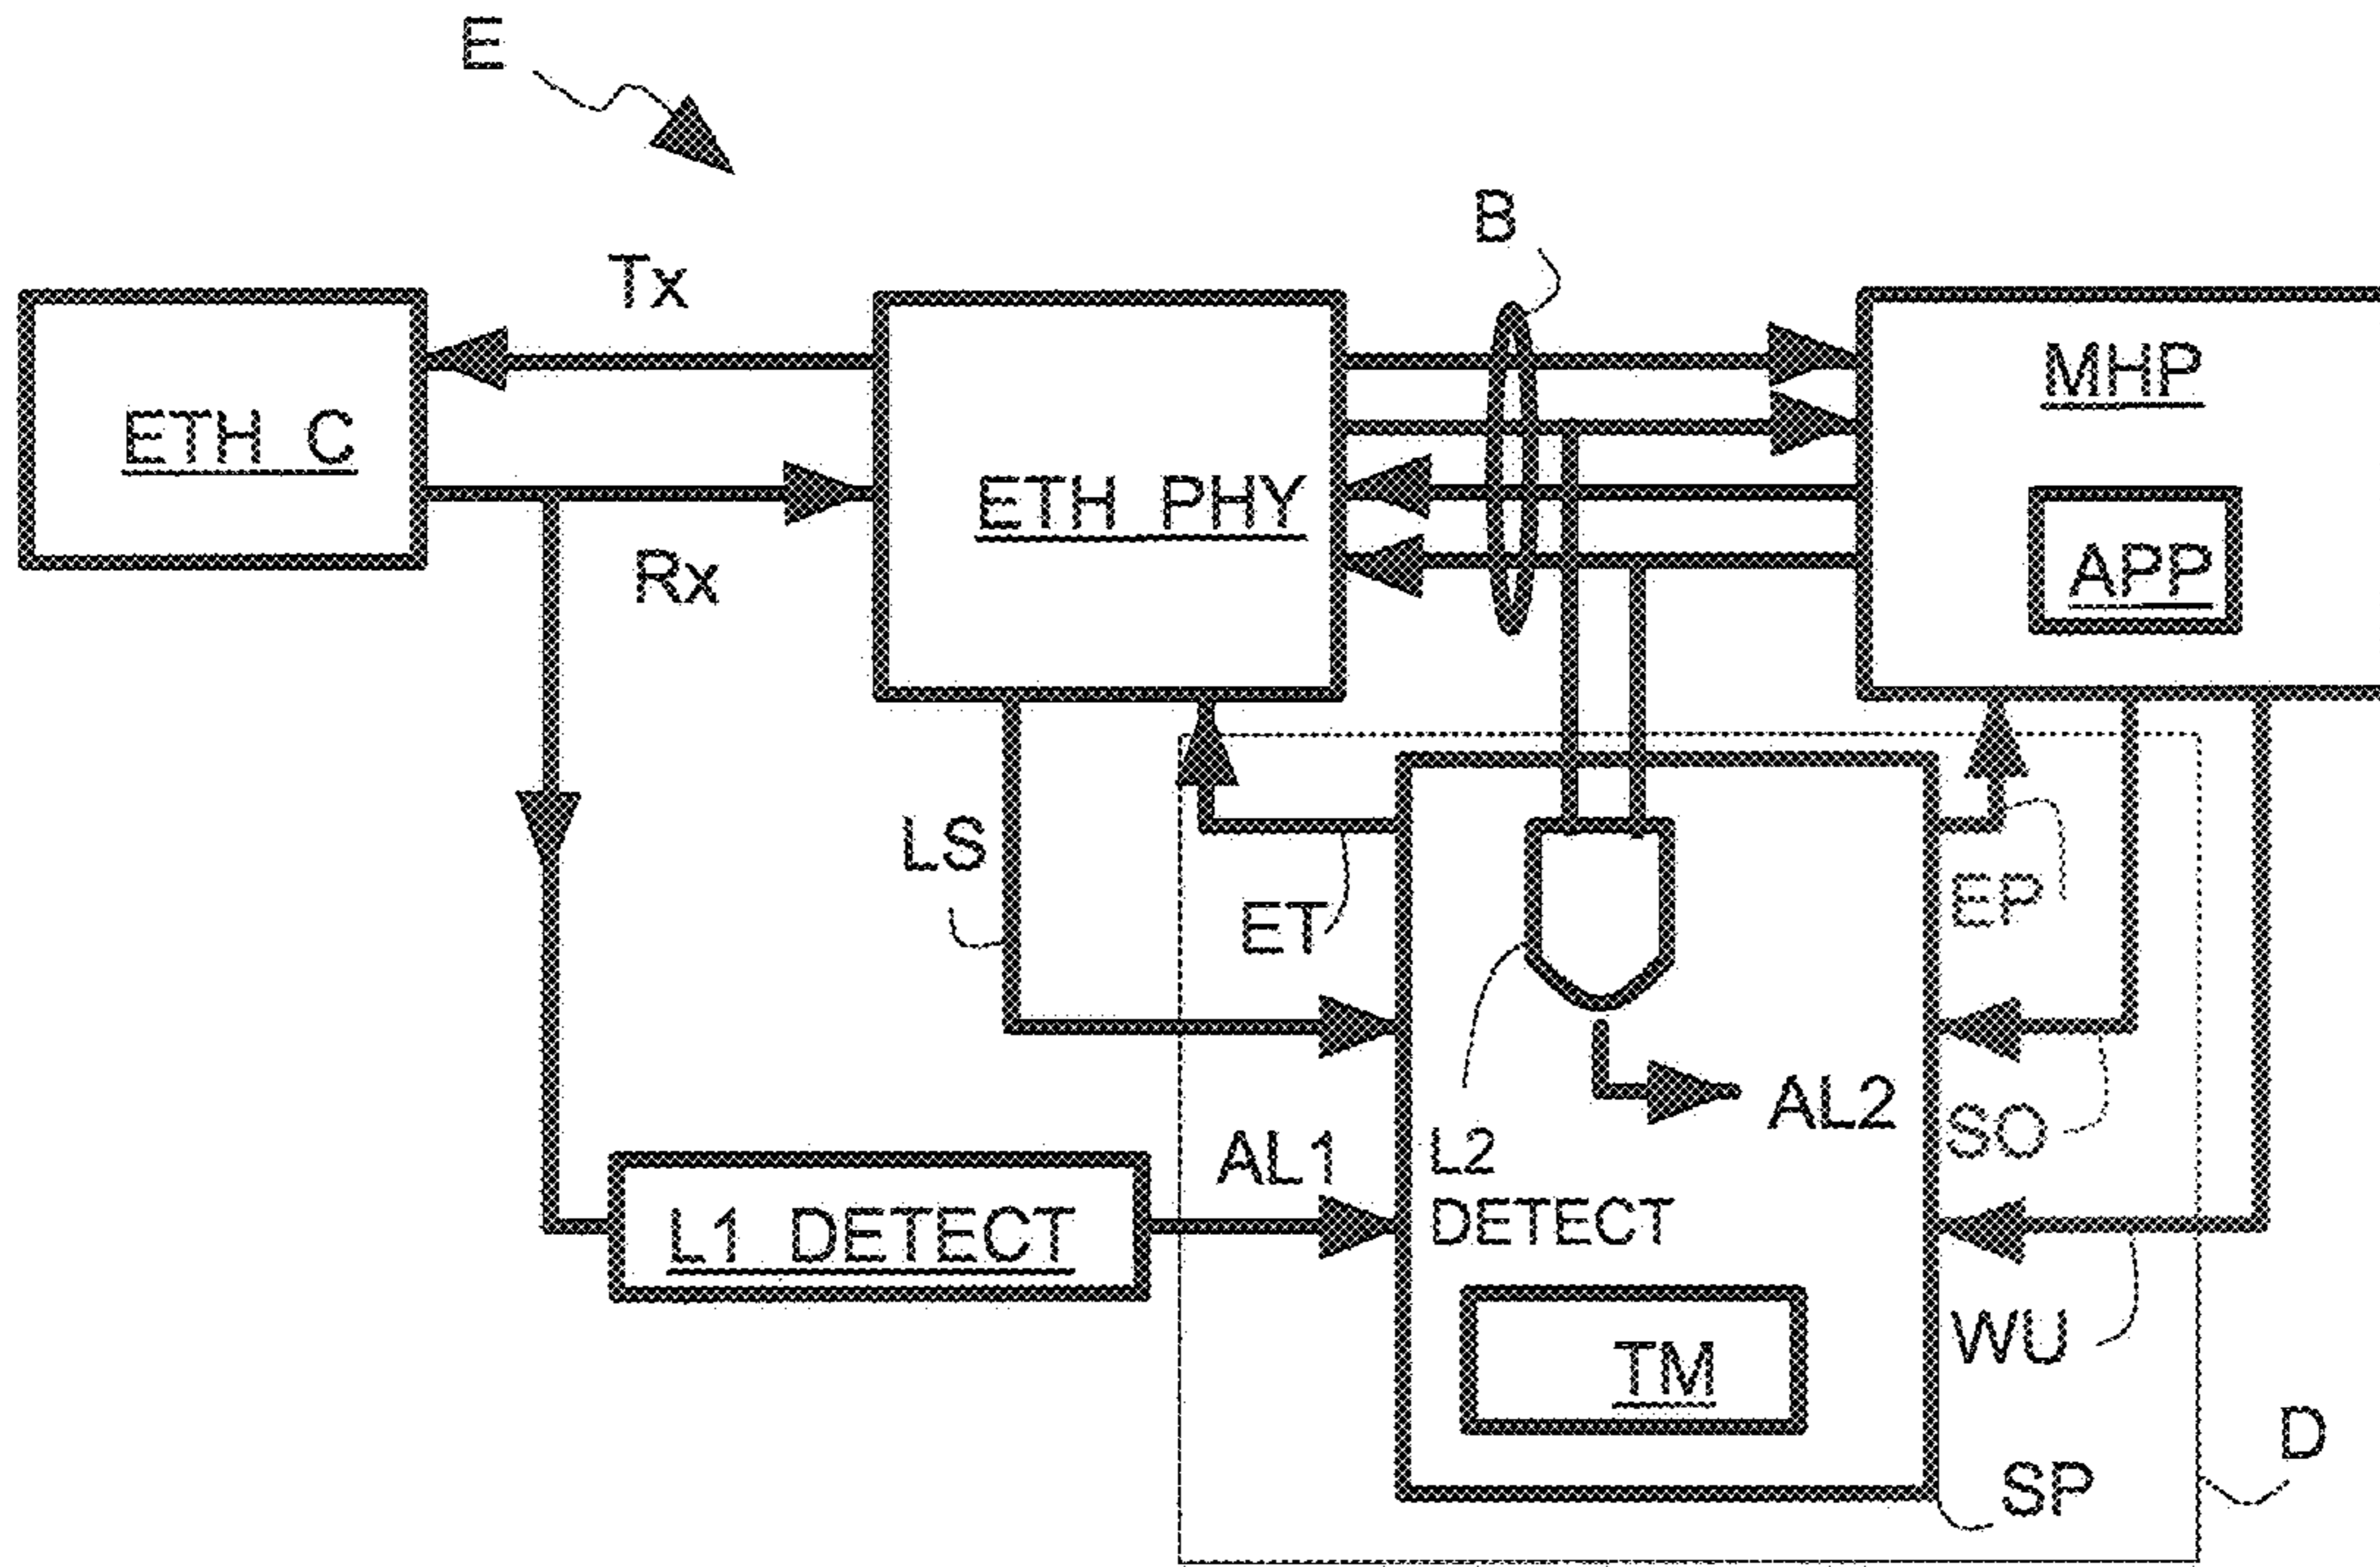 E
B
Tx
MHP
ETH C
ETH PHY
APP
Rx
LS
ET
EP
AL2
SO
AL1
L2
DETECT
L1 DETECT
WU
TM
D
SP